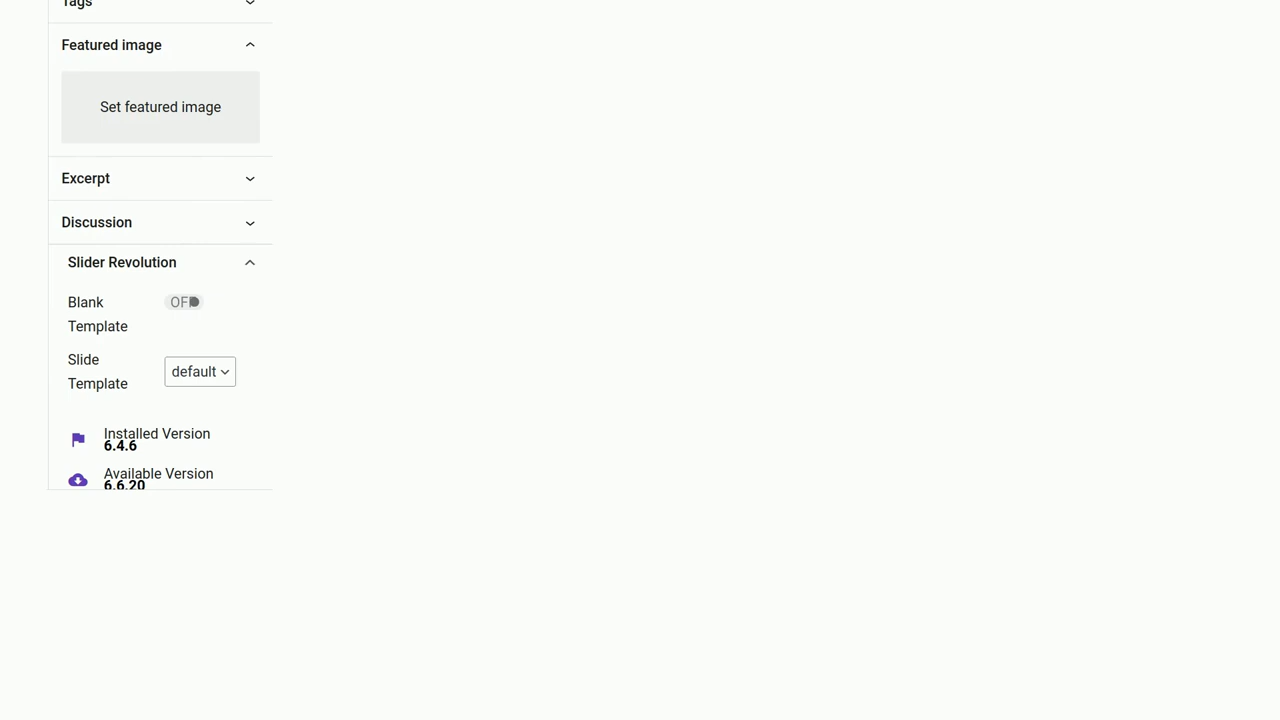 Tags
Featured image
Set featured image
Excerpt
Discussion
Slider Revolution
Blank
Template
OFF
Slide
Template
default
Installed Version
6.4.6
Available Version
6.6.20